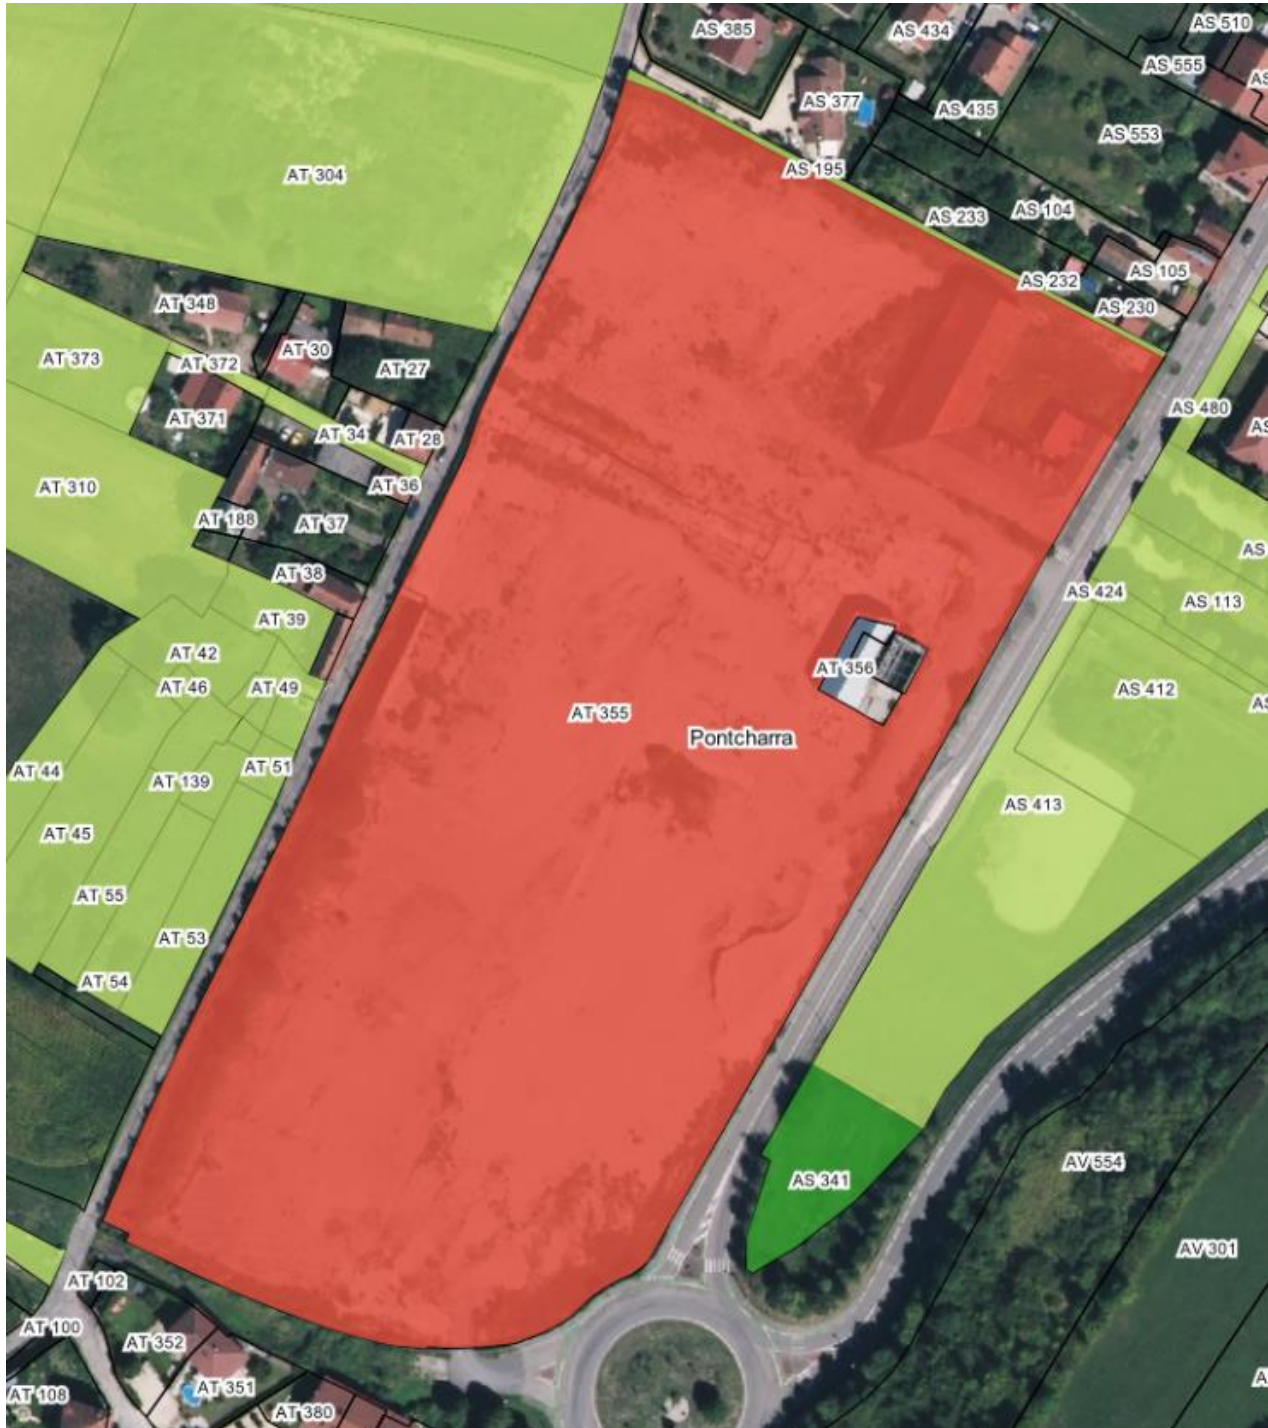 AS 385
AS 434
AS 510
AS 555
AS 377
AS 435
AS 553
AS 195
AT 304
AS 233
AS 104
AS 105
AS 232
AS 230
AT 348
AT 30
AT 373
AT 372
AT 27
AT 371
AT 34
AT 28
AS 480
AT 310
AT 36
AT 188
AT 37
AS
AT 38
AS 424
AS 113
AT 39
AT 42
AT 356
AT 46
AT 49
AS 412
AT 355
Pontcharra
AT 44
AT 139
AT 51
AS 413
AT 45
AT 55
AT 53
AT 54
AV 554
AS 341
AV 301
AT 102
AT 100
AT 352
AT 351
AT 108
AT 380